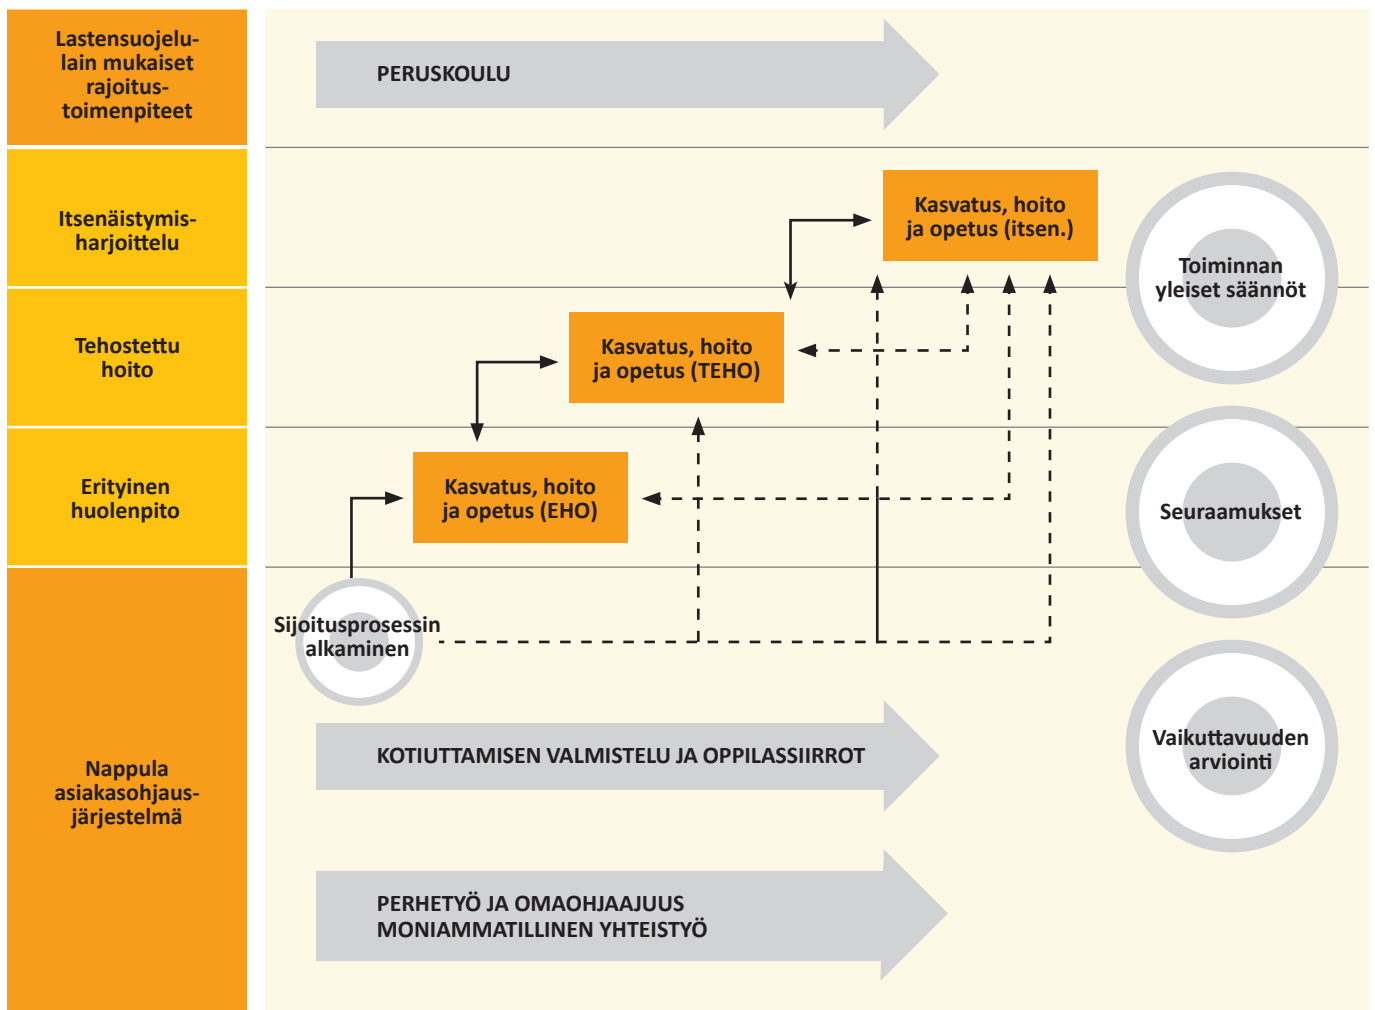 Lastensuojelu-
lain mukaiset
rajoitus-
toimenpiteet
PERUSKOULU
Itsenäistymis-
harjoittelu
Kasvatus, hoito
ja opetus (itsen.)
Toiminnan
yleiset säännöt
Tehostettu
hoito
Kasvatus, hoito
ja opetus (TEHO)
Erityinen
huolenpito
Kasvatus, hoito
ja opetus (EHO)
Seuraamukset
Sijoitusprosessin
alkaminen
Nappula
asiakasohjaus-
järjestelmä
KOTIUTTAMISEN VALMISTELU JA OPPILASSIIRROT
Vaikuttavuuden
arviointi
PERHETYÖ JA OMAOHJAAJUUS
MONIAMMATILLINEN YHTEISTYÖ